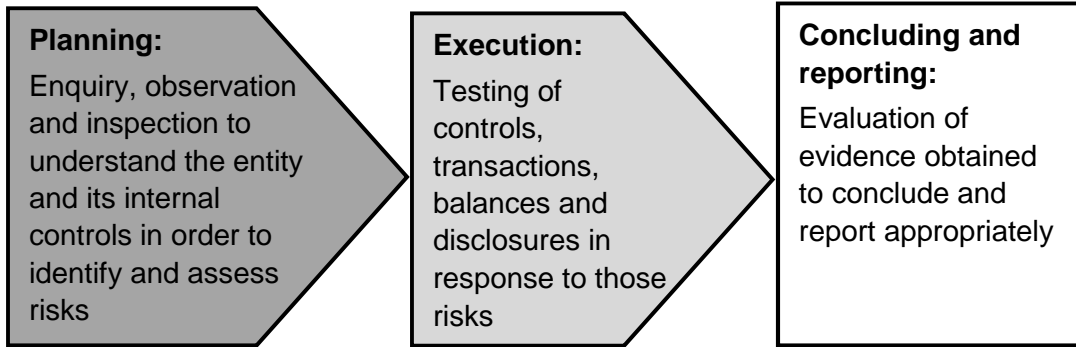 Planning:
Enquiry, observation
and inspection to
understand the entity
and its internal
controls in order to
identify and assess
risks
Execution:
Testing of
controls,
transactions,
balances and
disclosures in
response to those
risks
Concluding and
reporting:
Evaluation of
evidence obtained
to conclude and
report appropriately